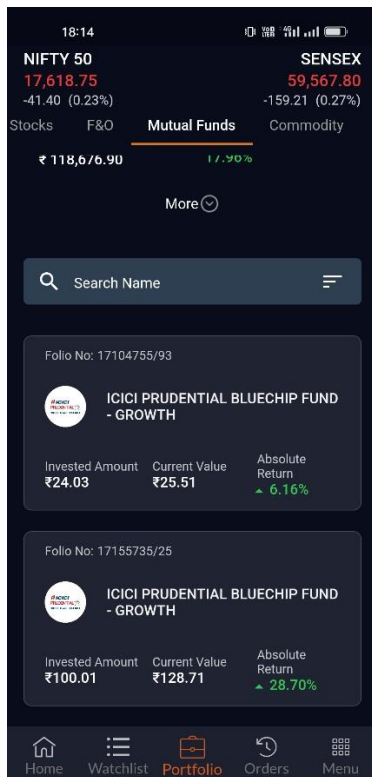 18:14
NIFTY 50
SENSEX
17,618.75
59,567.80
-41.40 (0.23%)
-159.21 (0.27%)
Stocks F&O Mutual Funds Commodity
₹ 118,676.90 17.96%
More
Search Name
Folio No: 17104755/93
ICICI PRUDENTIAL BLUECHIP FUND
- GROWTH
Invested Amount Current Value Absolute Return
₹24.03 ₹25.51 6.16%
Folio No: 17155735/25
ICICI PRUDENTIAL BLUECHIP FUND
- GROWTH
Invested Amount Current Value Absolute Return
₹100.01 ₹128.71 28.70%
Home Watchlist Portfolio Orders Menu